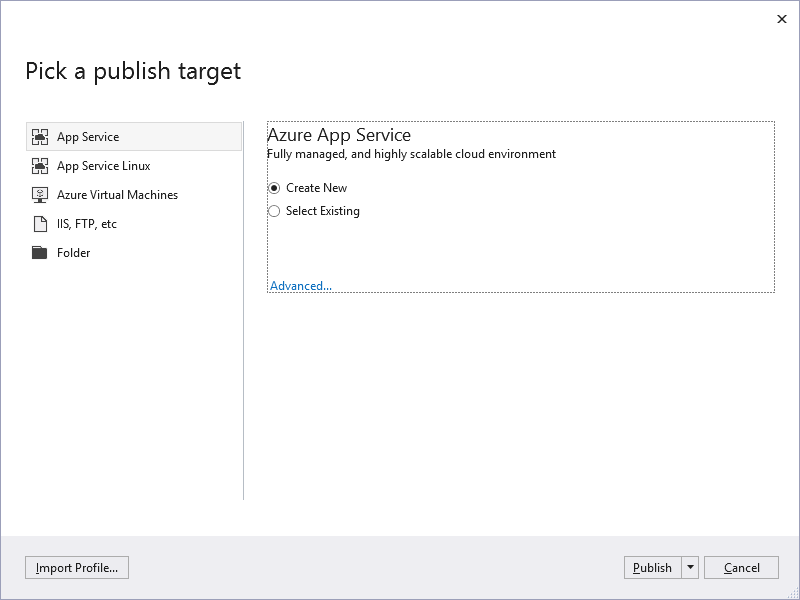 Pick a publish target
App Service
App Service Linux
Azure Virtual Machines
IIS, FTP, etc
Folder
Azure App Service
Fully managed, and highly scalable cloud environment
Create New
Select Existing
Advanced...
Import Profile...
Publish
Cancel